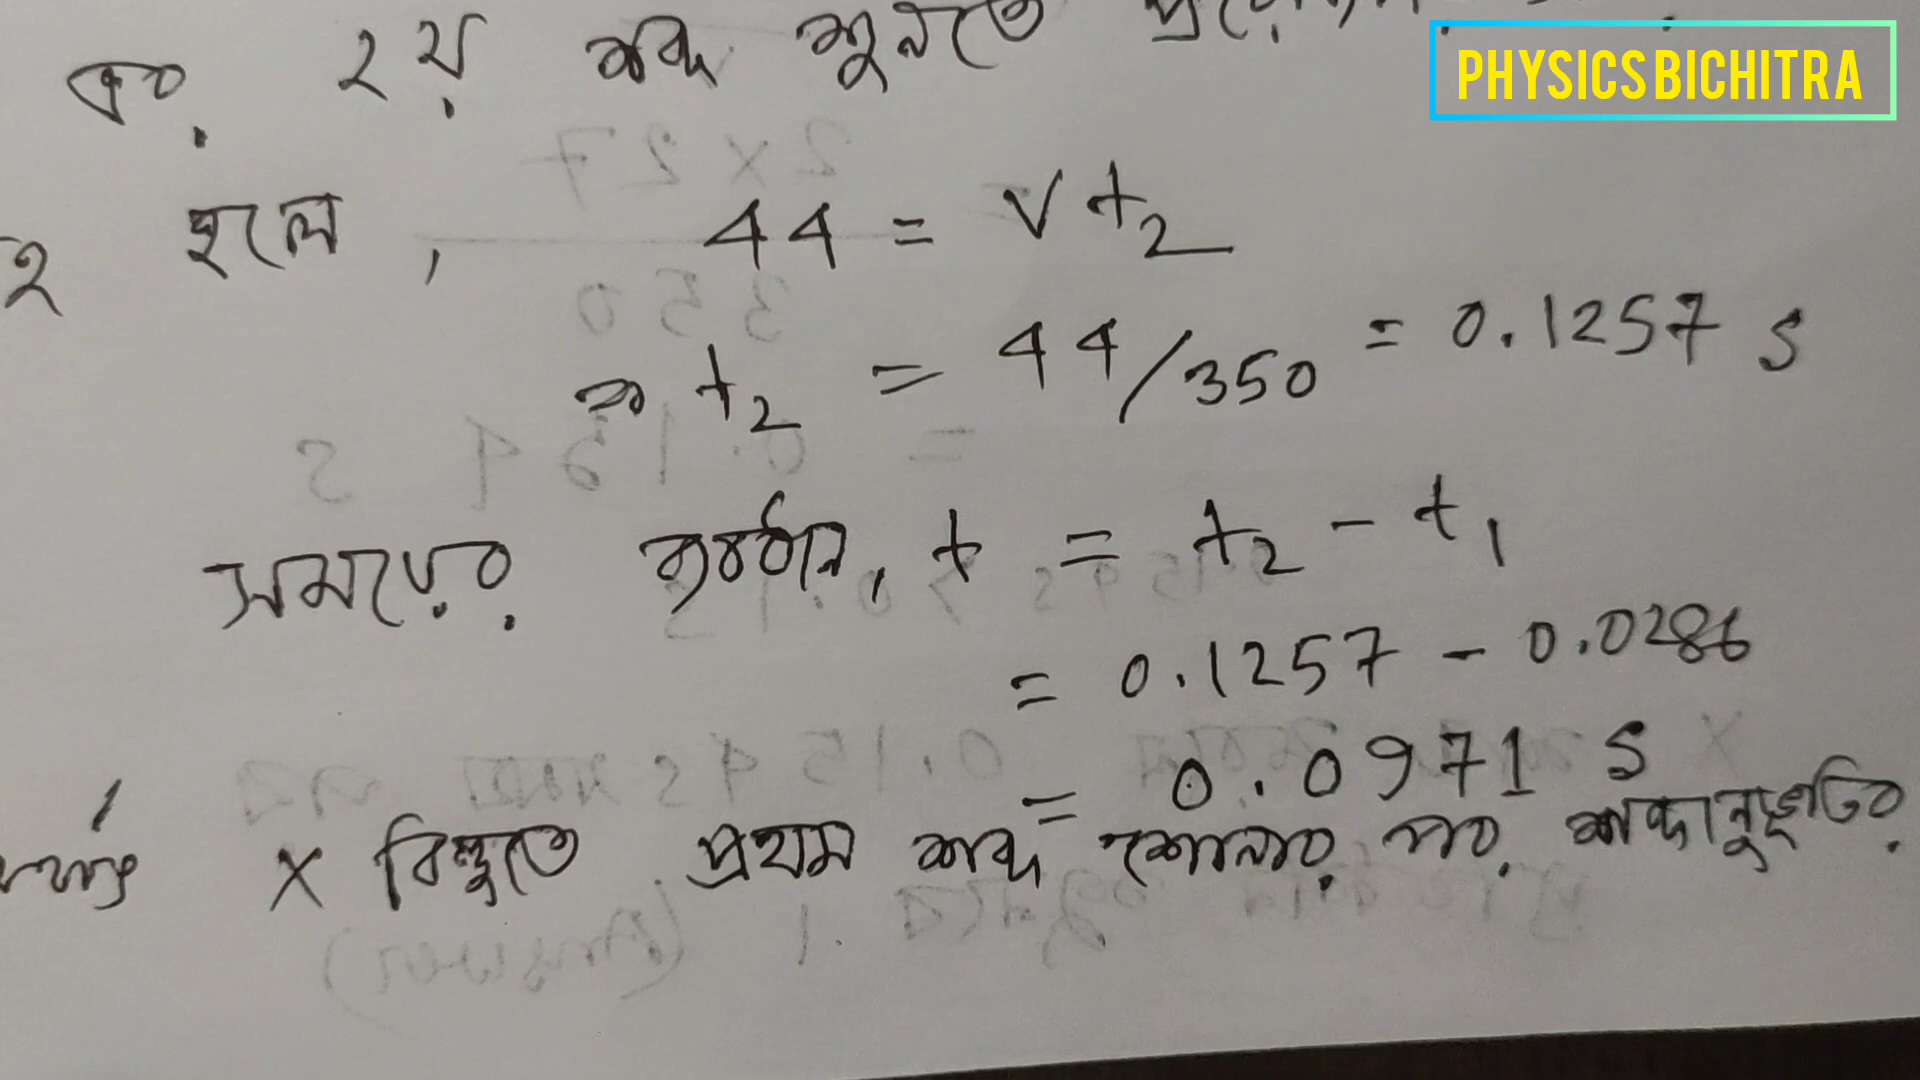 PHYSICS BICHITRA
২য় শব্দ শুনতে
হলে, 44 = vt₂
t₂ = 44/350 = 0.1257 s
সময়ের ব্যবধান, t = t₂ - t₁
= 0.1257 - 0.0286
= 0.0971 s
X বিন্দুতে প্রথম শব্দ শোনার পর শব্দানুভূতির